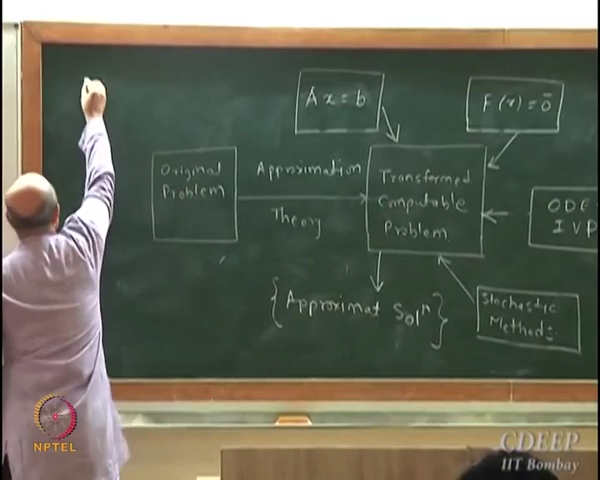 Ax = b
F(x) = 0̄
Original
Problem
Approximation
Theory
Transformed
Computable
Problem
ODE-
IVP
{Approximat Solⁿ}
Stochastic
Methods
NPTEL
CDEEP
IIT Bombay